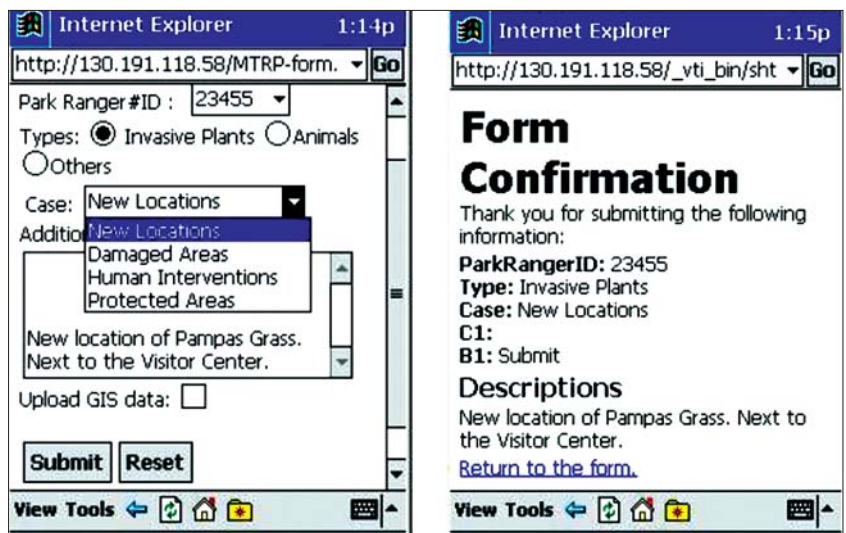 Internet Explorer 1:14p
http://130.191.118.58/MTRP-form. Go
Park Ranger #ID : 23455
Types: Invasive Plants Animals
Others
Case: New Locations
New Locations
Damaged Areas
Human Interventions
Protected Areas
New location of Pampas Grass.
Next to the Visitor Center.
Upload GIS data:
Submit Reset
View Tools
Internet Explorer 1:15p
http://130.191.118.58/_vti_bin/sht Go
Form
Confirmation
Thank you for submitting the following
information:
ParkRangerID: 23455
Type: Invasive Plants
Case: New Locations
C1:
B1: Submit
Descriptions
New location of Pampas Grass. Next to
the Visitor Center.
Return to the form.
View Tools